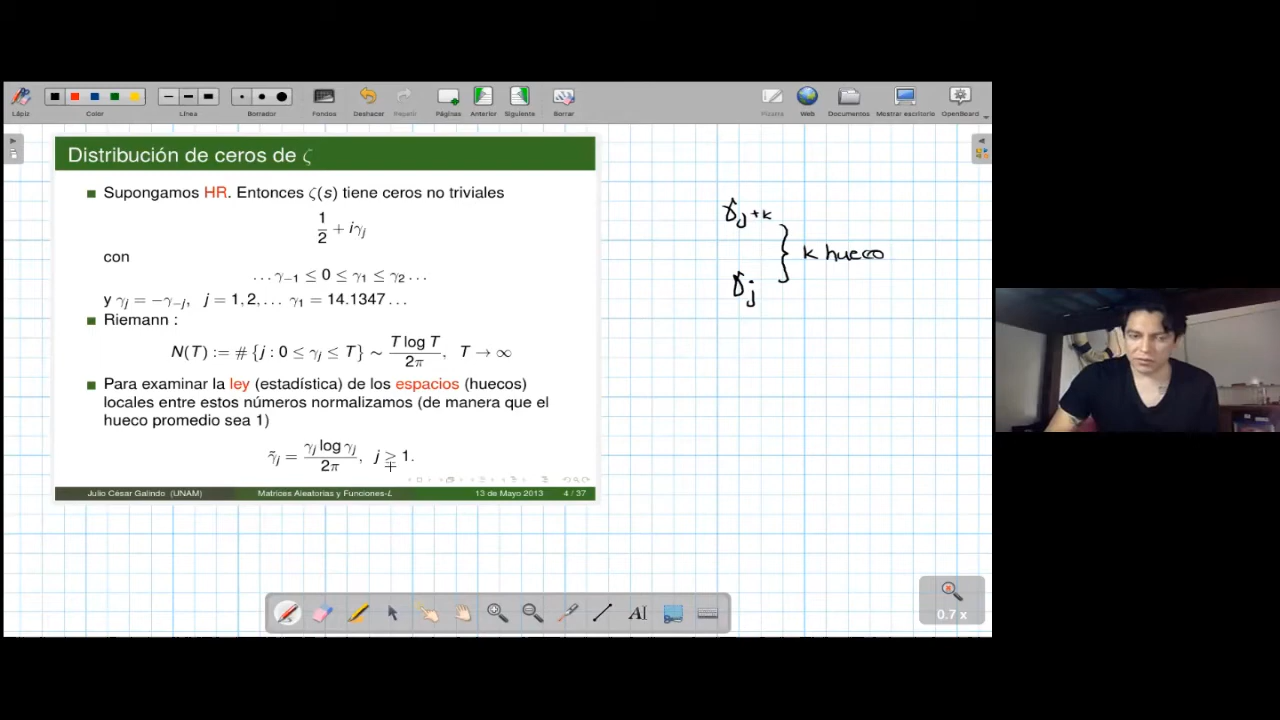 Lápiz Color Línea Borrador Fondos Deshacer Repetir Páginas Anterior Siguiente Borrar Pizarra Web Documentos Mostrar escritorio OpenBoard
Distribución de ceros de ζ
Supongamos HR. Entonces ζ(s) tiene ceros no triviales
1/2 + iγ_j
con
… γ_{-1} ≤ 0 ≤ γ_1 ≤ γ_2 …
y γ_j = −γ_{-j}, j = 1, 2, … γ_1 = 14.1347 …
Riemann :
N(T) := # {j : 0 ≤ γ_j ≤ T} ∼ T log T / 2π, T → ∞
Para examinar la ley (estadística) de los espacios (huecos)
locales entre estos números normalizamos (de manera que el
hueco promedio sea 1)
γ̃_j = γ_j log γ_j / 2π, j ≥ 1.
Julio César Galindo (UNAM) Matrices Aleatorias y Funciones-L 13 de Mayo 2013 4 / 37
γ̂_{j+k}
} k hueco
γ̂_j
0.7 x